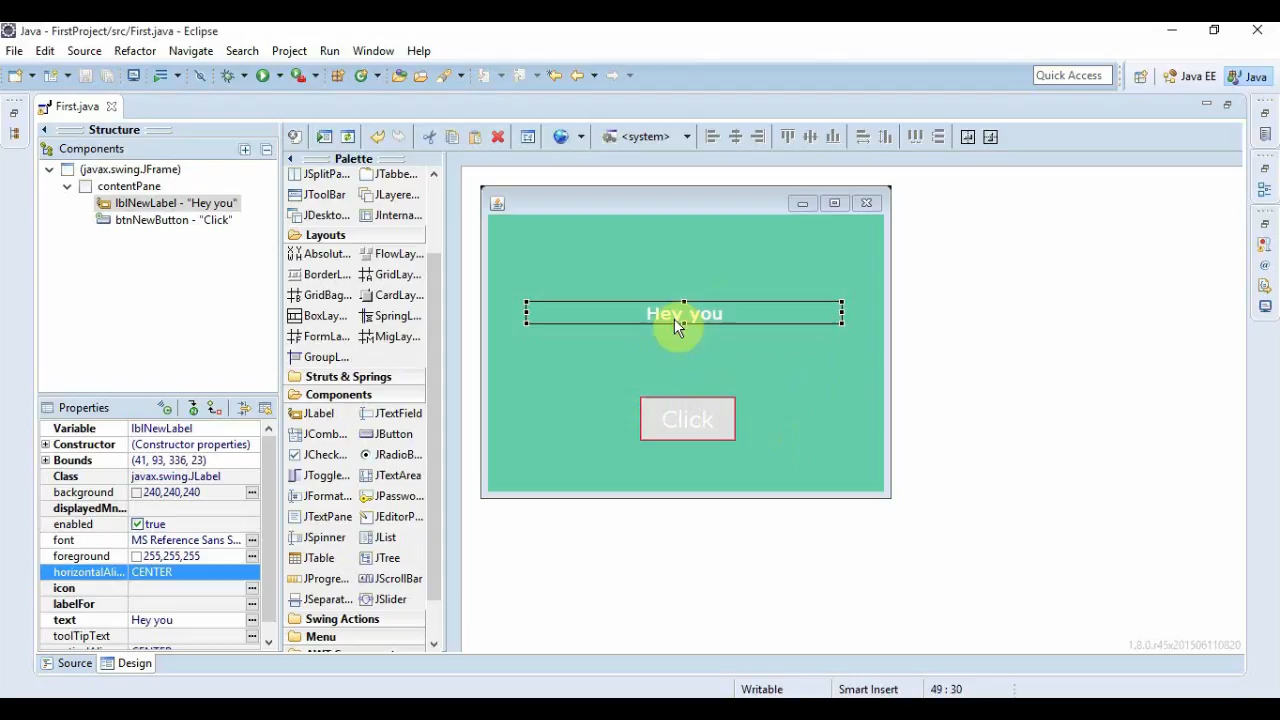 Java - FirstProject/src/First.java - Eclipse
File Edit Source Refactor Navigate Search Project Run Window Help
Quick Access
Java EE
Java
First.java
Structure
Components
(javax.swing.JFrame)
contentPane
lblNewLabel - "Hey you"
btnNewButton - "Click"
Properties
Variable lblNewLabel
Constructor (Constructor properties)
Bounds (41, 93, 336, 23)
Class javax.swing.JLabel
background 240,240,240
displayedMn...
enabled true
font MS Reference Sans S...
foreground 255,255,255
horizontalAli... CENTER
icon
labelFor
text Hey you
toolTipText
Source Design
Palette
JSplitPa... JTabbe...
JToolBar JLayere...
JDeskto... JInterna...
Layouts
Absolut... FlowLay...
BorderL... GridLay...
GridBag... CardLay...
BoxLay... SpringL...
FormLa... MigLay...
GroupL...
Struts & Springs
Components
JLabel JTextField
JComb... JButton
JCheck... JRadioB...
JToggle... JTextArea
JFormat... JPasswo...
JTextPane JEditorP...
JSpinner JList
JTable JTree
JProgre... JScrollBar
JSeparat... JSlider
Swing Actions
Menu
<system>
Hey you
Click
1.8.0.r45x201506110820
Writable Smart Insert 49 : 30